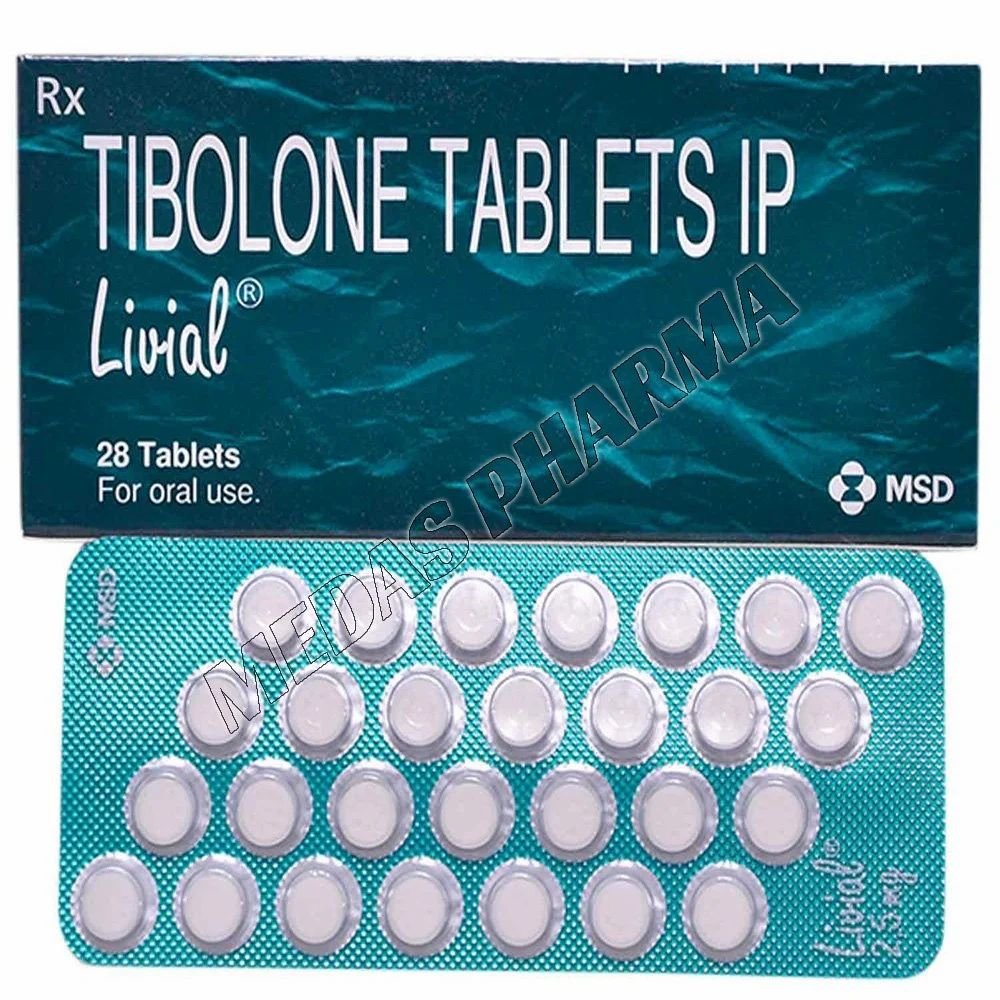 Rx
TIBOLONE TABLETS IP
Livial®
28 Tablets
For oral use.
MSD
MEDAS PHARMA
MSD
Livial®
2.5 mg